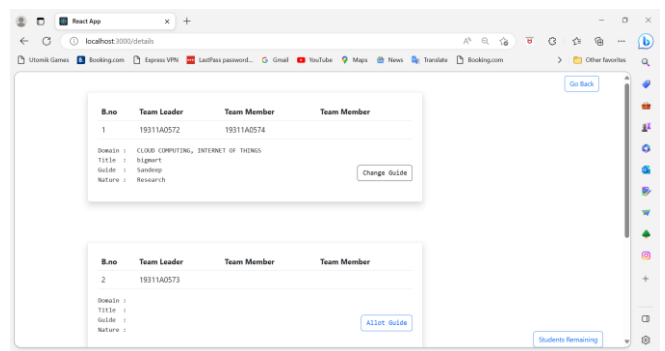 React App
localhost:3000/details
Utomik Games Booking.com Express VPN LastPass password... Gmail YouTube Maps News Translate Booking.com Other favorites
Go Back
B.no Team Leader Team Member Team Member
1 19311A0572 19311A0574
Domain : CLOUD COMPUTING, INTERNET OF THINGS
Title : bigmart
Guide : Sandeep
Nature : Research
Change Guide
B.no Team Leader Team Member Team Member
2 19311A0573
Domain :
Title :
Guide :
Nature :
Allot Guide
Students Remaining